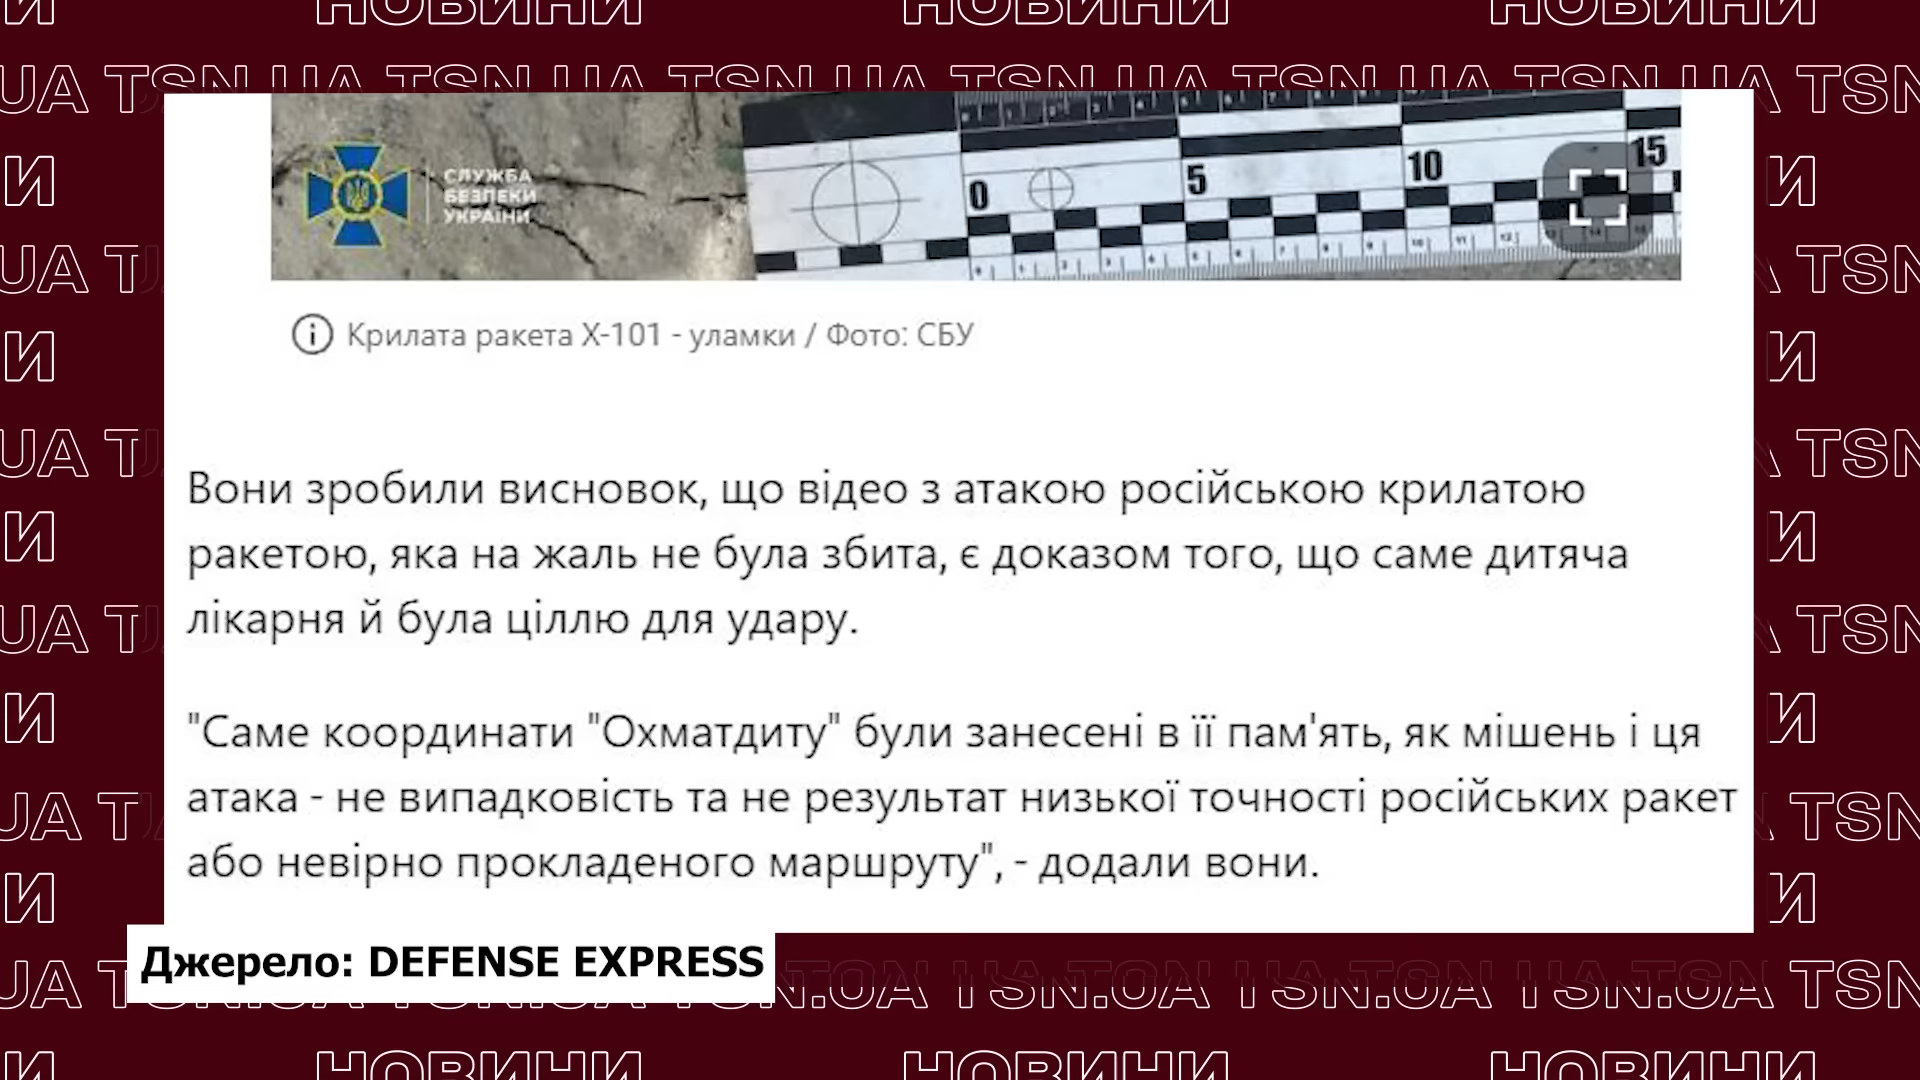 НОВИНИ НОВИНИ НОВИНИ
UA TSN.UA TSN.UA TSN.UA TSN.UA TSN.UA TSN.UA TSN
СЛУЖБА
БЕЗПЕКИ
УКРАЇНИ
0 5 10 15
Крилата ракета Х-101 - уламки / Фото: СБУ
Вони зробили висновок, що відео з атакою російською крилатою
ракетою, яка на жаль не була збита, є доказом того, що саме дитяча
лікарня й була ціллю для удару.
"Саме координати "Охматдиту" були занесені в її пам'ять, як мішень і ця
атака - не випадковість та не результат низької точності російських ракет
або невірно прокладеного маршруту", - додали вони.
Джерело: DEFENSE EXPRESS
TSN.UA TSN.UA TSN.UA TSN
НОВИНИ НОВИНИ НОВИНИ